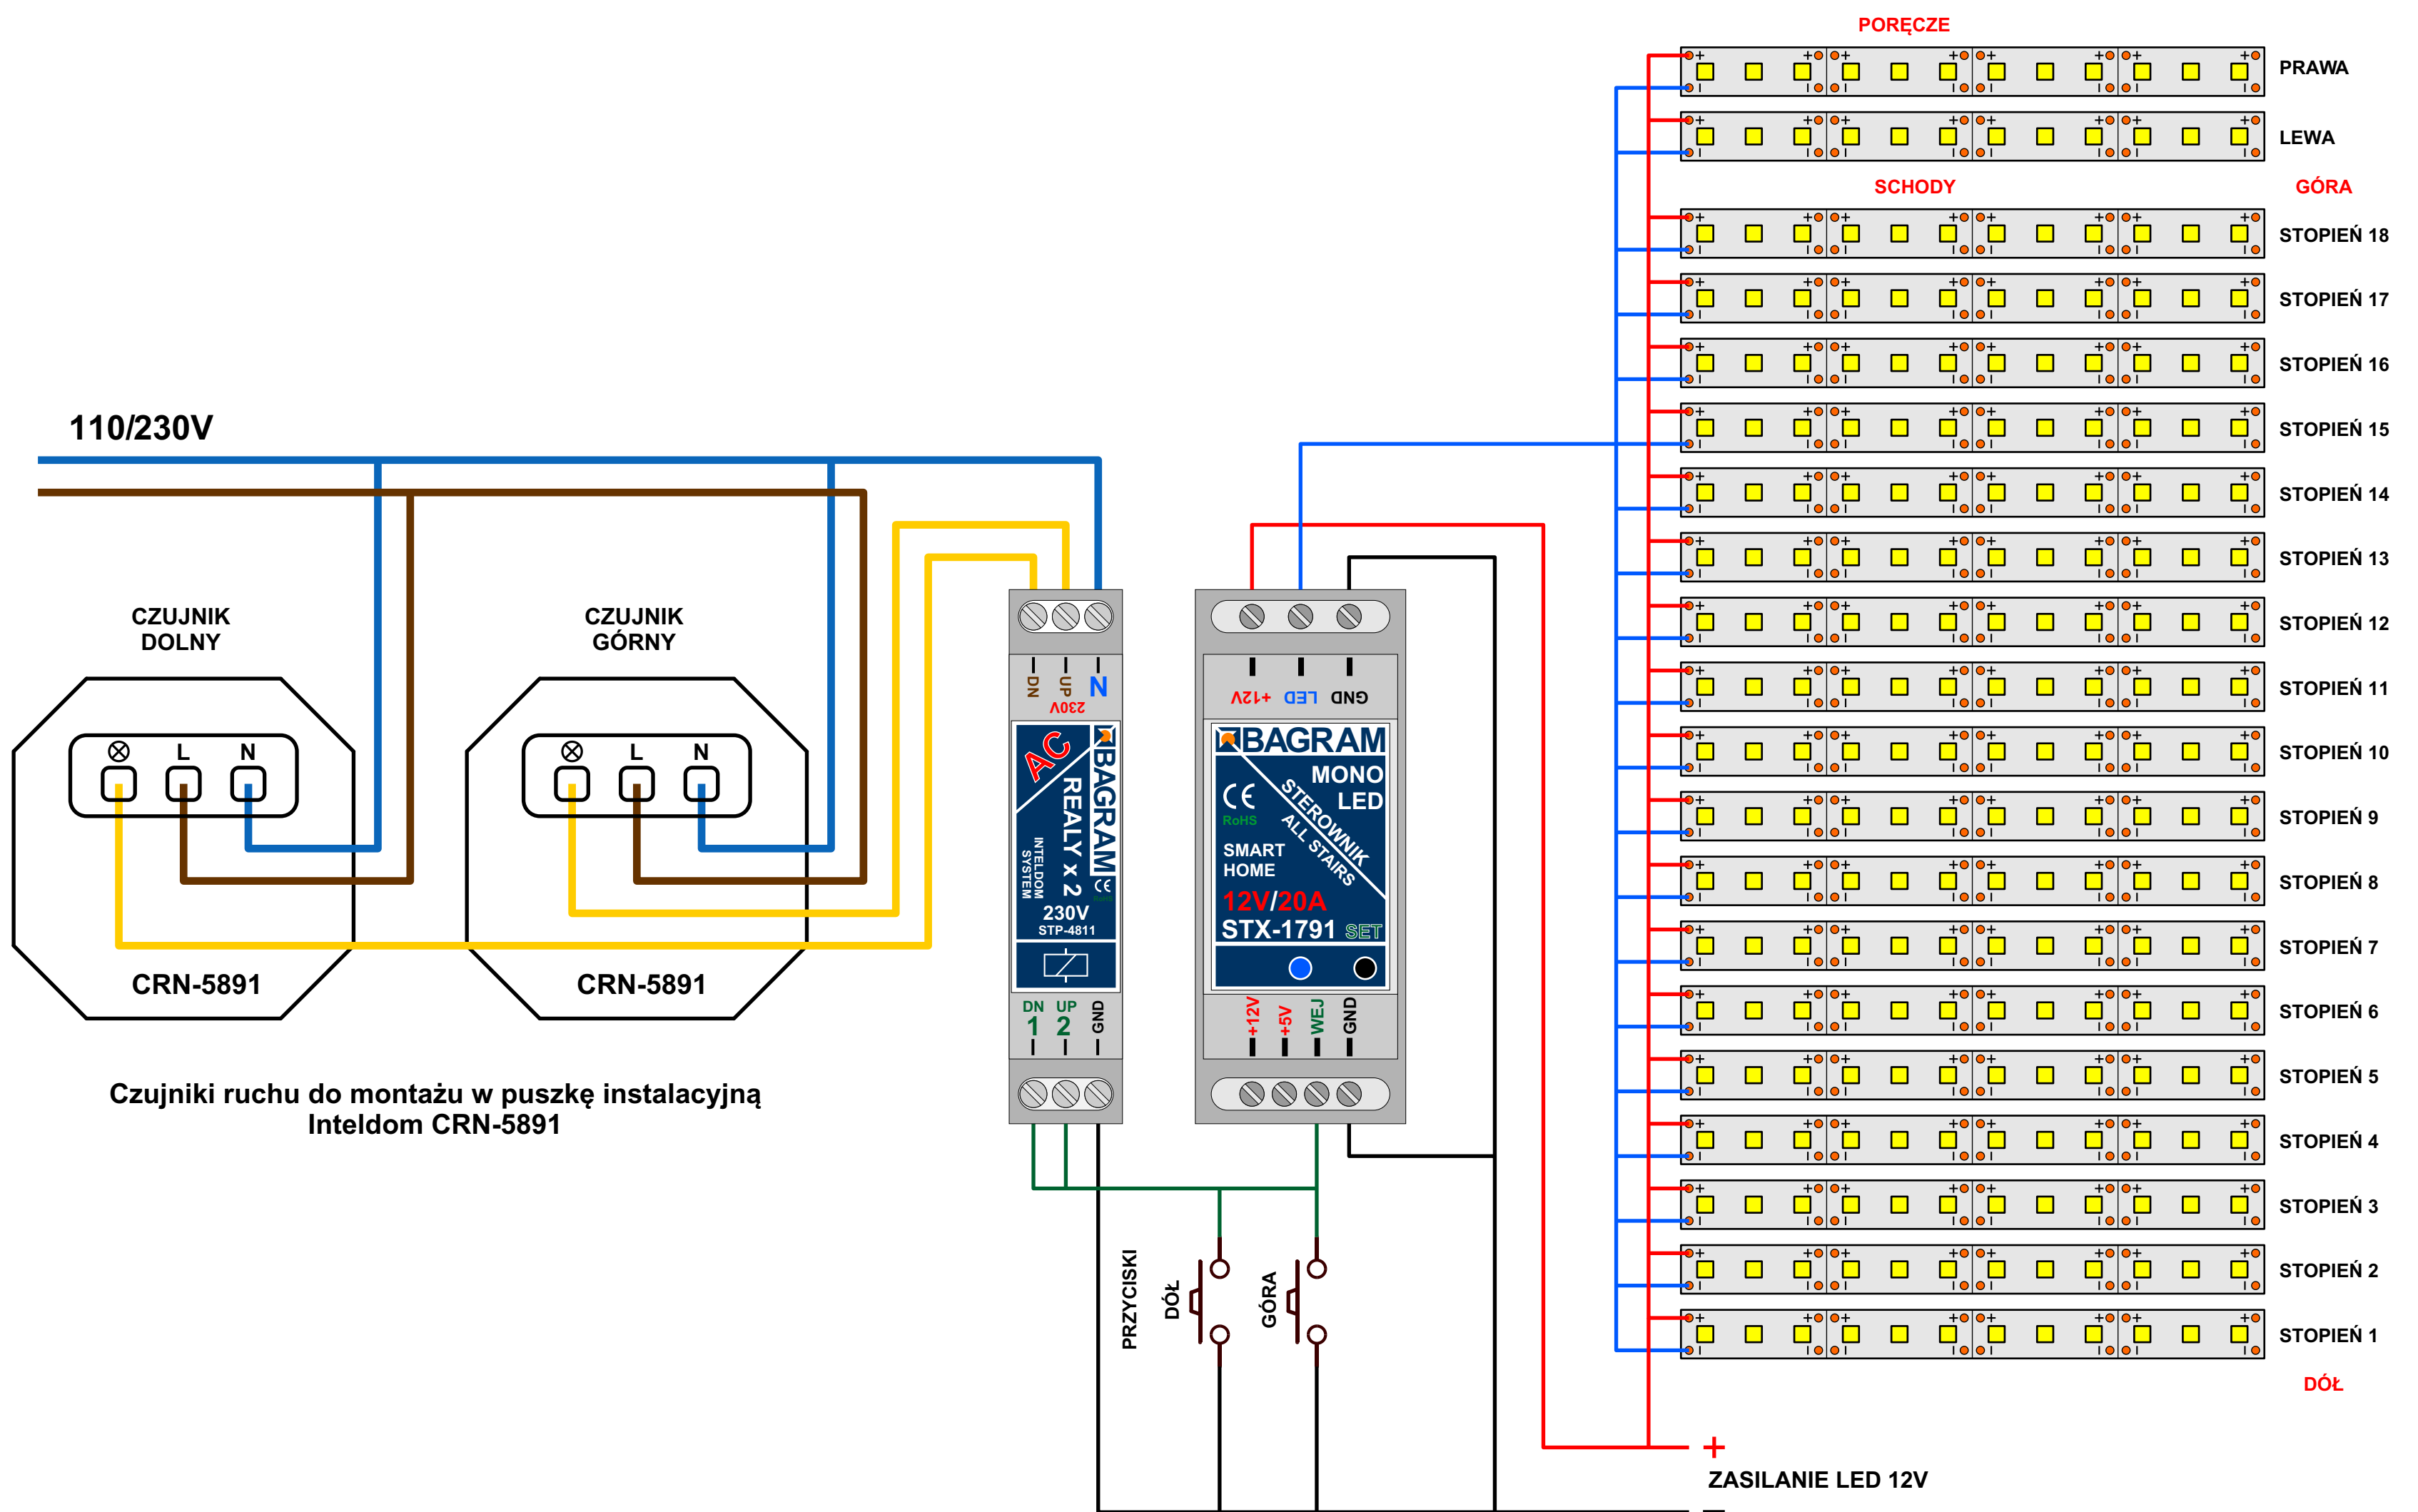 PORĘCZE
PRAWA
LEWA
SCHODY
GÓRA
STOPIEŃ 18
STOPIEŃ 17
STOPIEŃ 16
STOPIEŃ 15
STOPIEŃ 14
STOPIEŃ 13
STOPIEŃ 12
STOPIEŃ 11
STOPIEŃ 10
STOPIEŃ 9
STOPIEŃ 8
STOPIEŃ 7
STOPIEŃ 6
STOPIEŃ 5
STOPIEŃ 4
STOPIEŃ 3
STOPIEŃ 2
STOPIEŃ 1
DÓŁ
110/230V
CZUJNIK
DOLNY
L N
CRN-5891
CZUJNIK
GÓRNY
L N
CRN-5891
Czujniki ruchu do montażu w puszkę instalacyjną
Inteldom CRN-5891
DN UP N
230V
AC
BAGRAM
CE
RoHS
REALY x 2
INTELDOM
SYSTEM
230V
STP-4811
DN UP GND
1 2
+12V LED GND
BAGRAM
MONO
LED
CE
RoHS
STEROWNIK
ALL STAIRS
SMART
HOME
12V/20A
STX-1791 SET
+12V +5V WEJ GND
PRZYCISKI
DÓŁ
GÓRA
+
ZASILANIE LED 12V